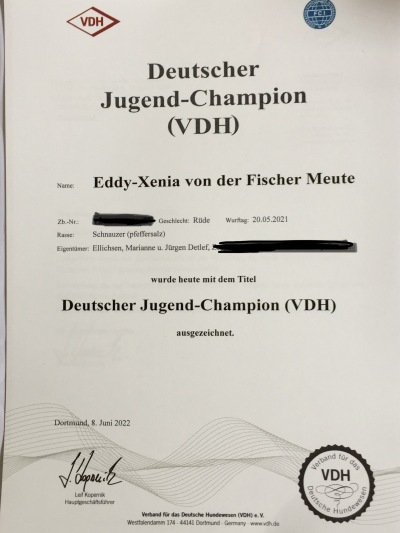 VDH
FCI
Deutscher
Jugend-Champion
(VDH)
Name: Eddy-Xenia von der Fischer Meute
Zb.-Nr.: Geschlecht: Rüde Wurftag: 20.05.2021
Rasse: Schnauzer (pfeffersalz)
Eigentümer: Ellichsen, Marianne u. Jürgen Detlef,
wurde heute mit dem Titel
Deutscher Jugend-Champion (VDH)
ausgezeichnet.
Dortmund, 8. Juni 2022
Leif Kopernik
Hauptgeschäftsführer
Verband für das
VDH
Deutsche Hundewesen
Verband für das Deutsche Hundewesen (VDH) e. V.
Westfalendamm 174 - 44141 Dortmund - Germany - www.vdh.de